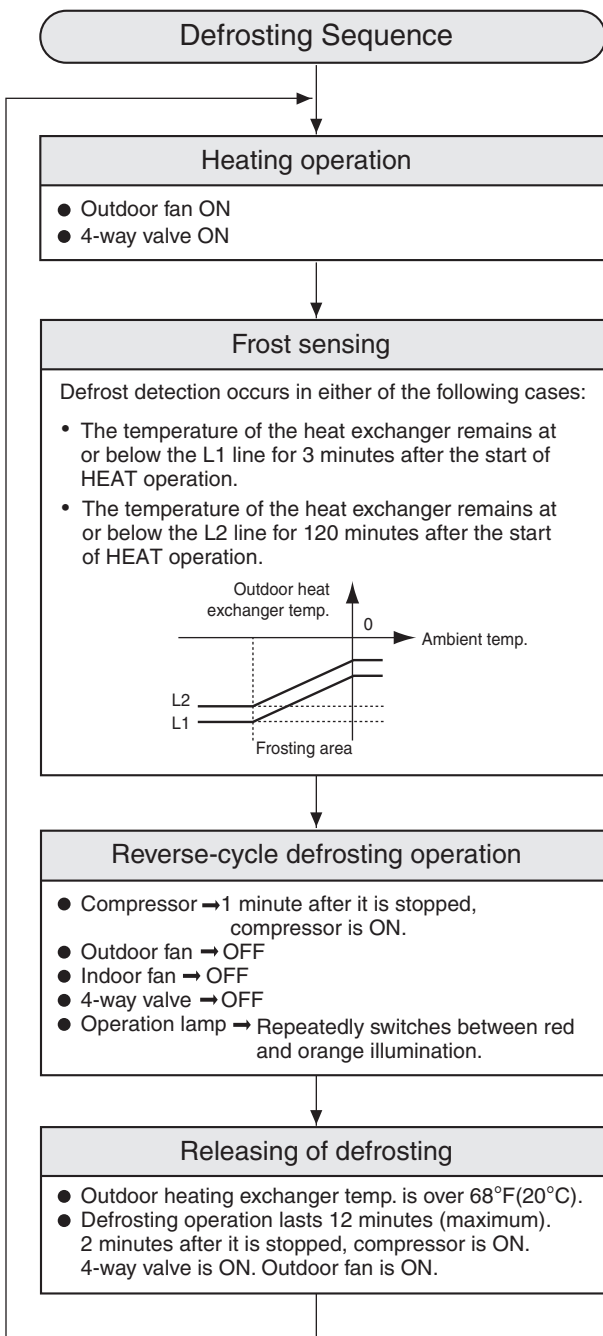 Defrosting Sequence
Heating operation
● Outdoor fan ON
● 4-way valve ON
Frost sensing
Defrost detection occurs in either of the following cases:
• The temperature of the heat exchanger remains at
or below the L1 line for 3 minutes after the start of
HEAT operation.
• The temperature of the heat exchanger remains at
or below the L2 line for 120 minutes after the start
of HEAT operation.
Outdoor heat
exchanger temp.
0
Ambient temp.
L2
L1
Frosting area
Reverse-cycle defrosting operation
● Compressor ➞1 minute after it is stopped,
compressor is ON.
● Outdoor fan ➞ OFF
● Indoor fan ➞ OFF
● 4-way valve ➞ OFF
● Operation lamp ➞ Repeatedly switches between red
and orange illumination.
Releasing of defrosting
● Outdoor heating exchanger temp. is over 68°F(20°C).
● Defrosting operation lasts 12 minutes (maximum).
2 minutes after it is stopped, compressor is ON.
4-way valve is ON. Outdoor fan is ON.